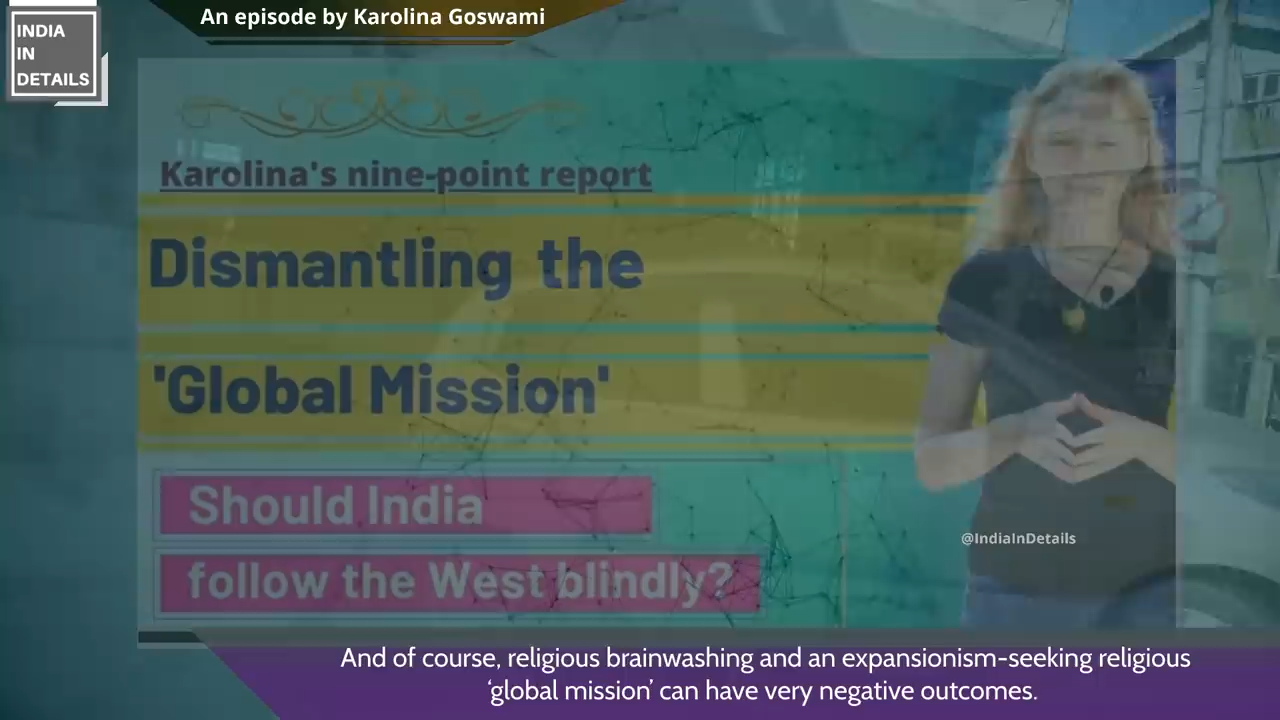 An episode by Karolina Goswami
INDIA
IN
DETAILS
Karolina's nine-point report
Dismantling the
'Global Mission'
Should India
follow the West blindly?
@IndiaInDetails
And of course, religious brainwashing and an expansionism-seeking religious
‘global mission’ can have very negative outcomes.